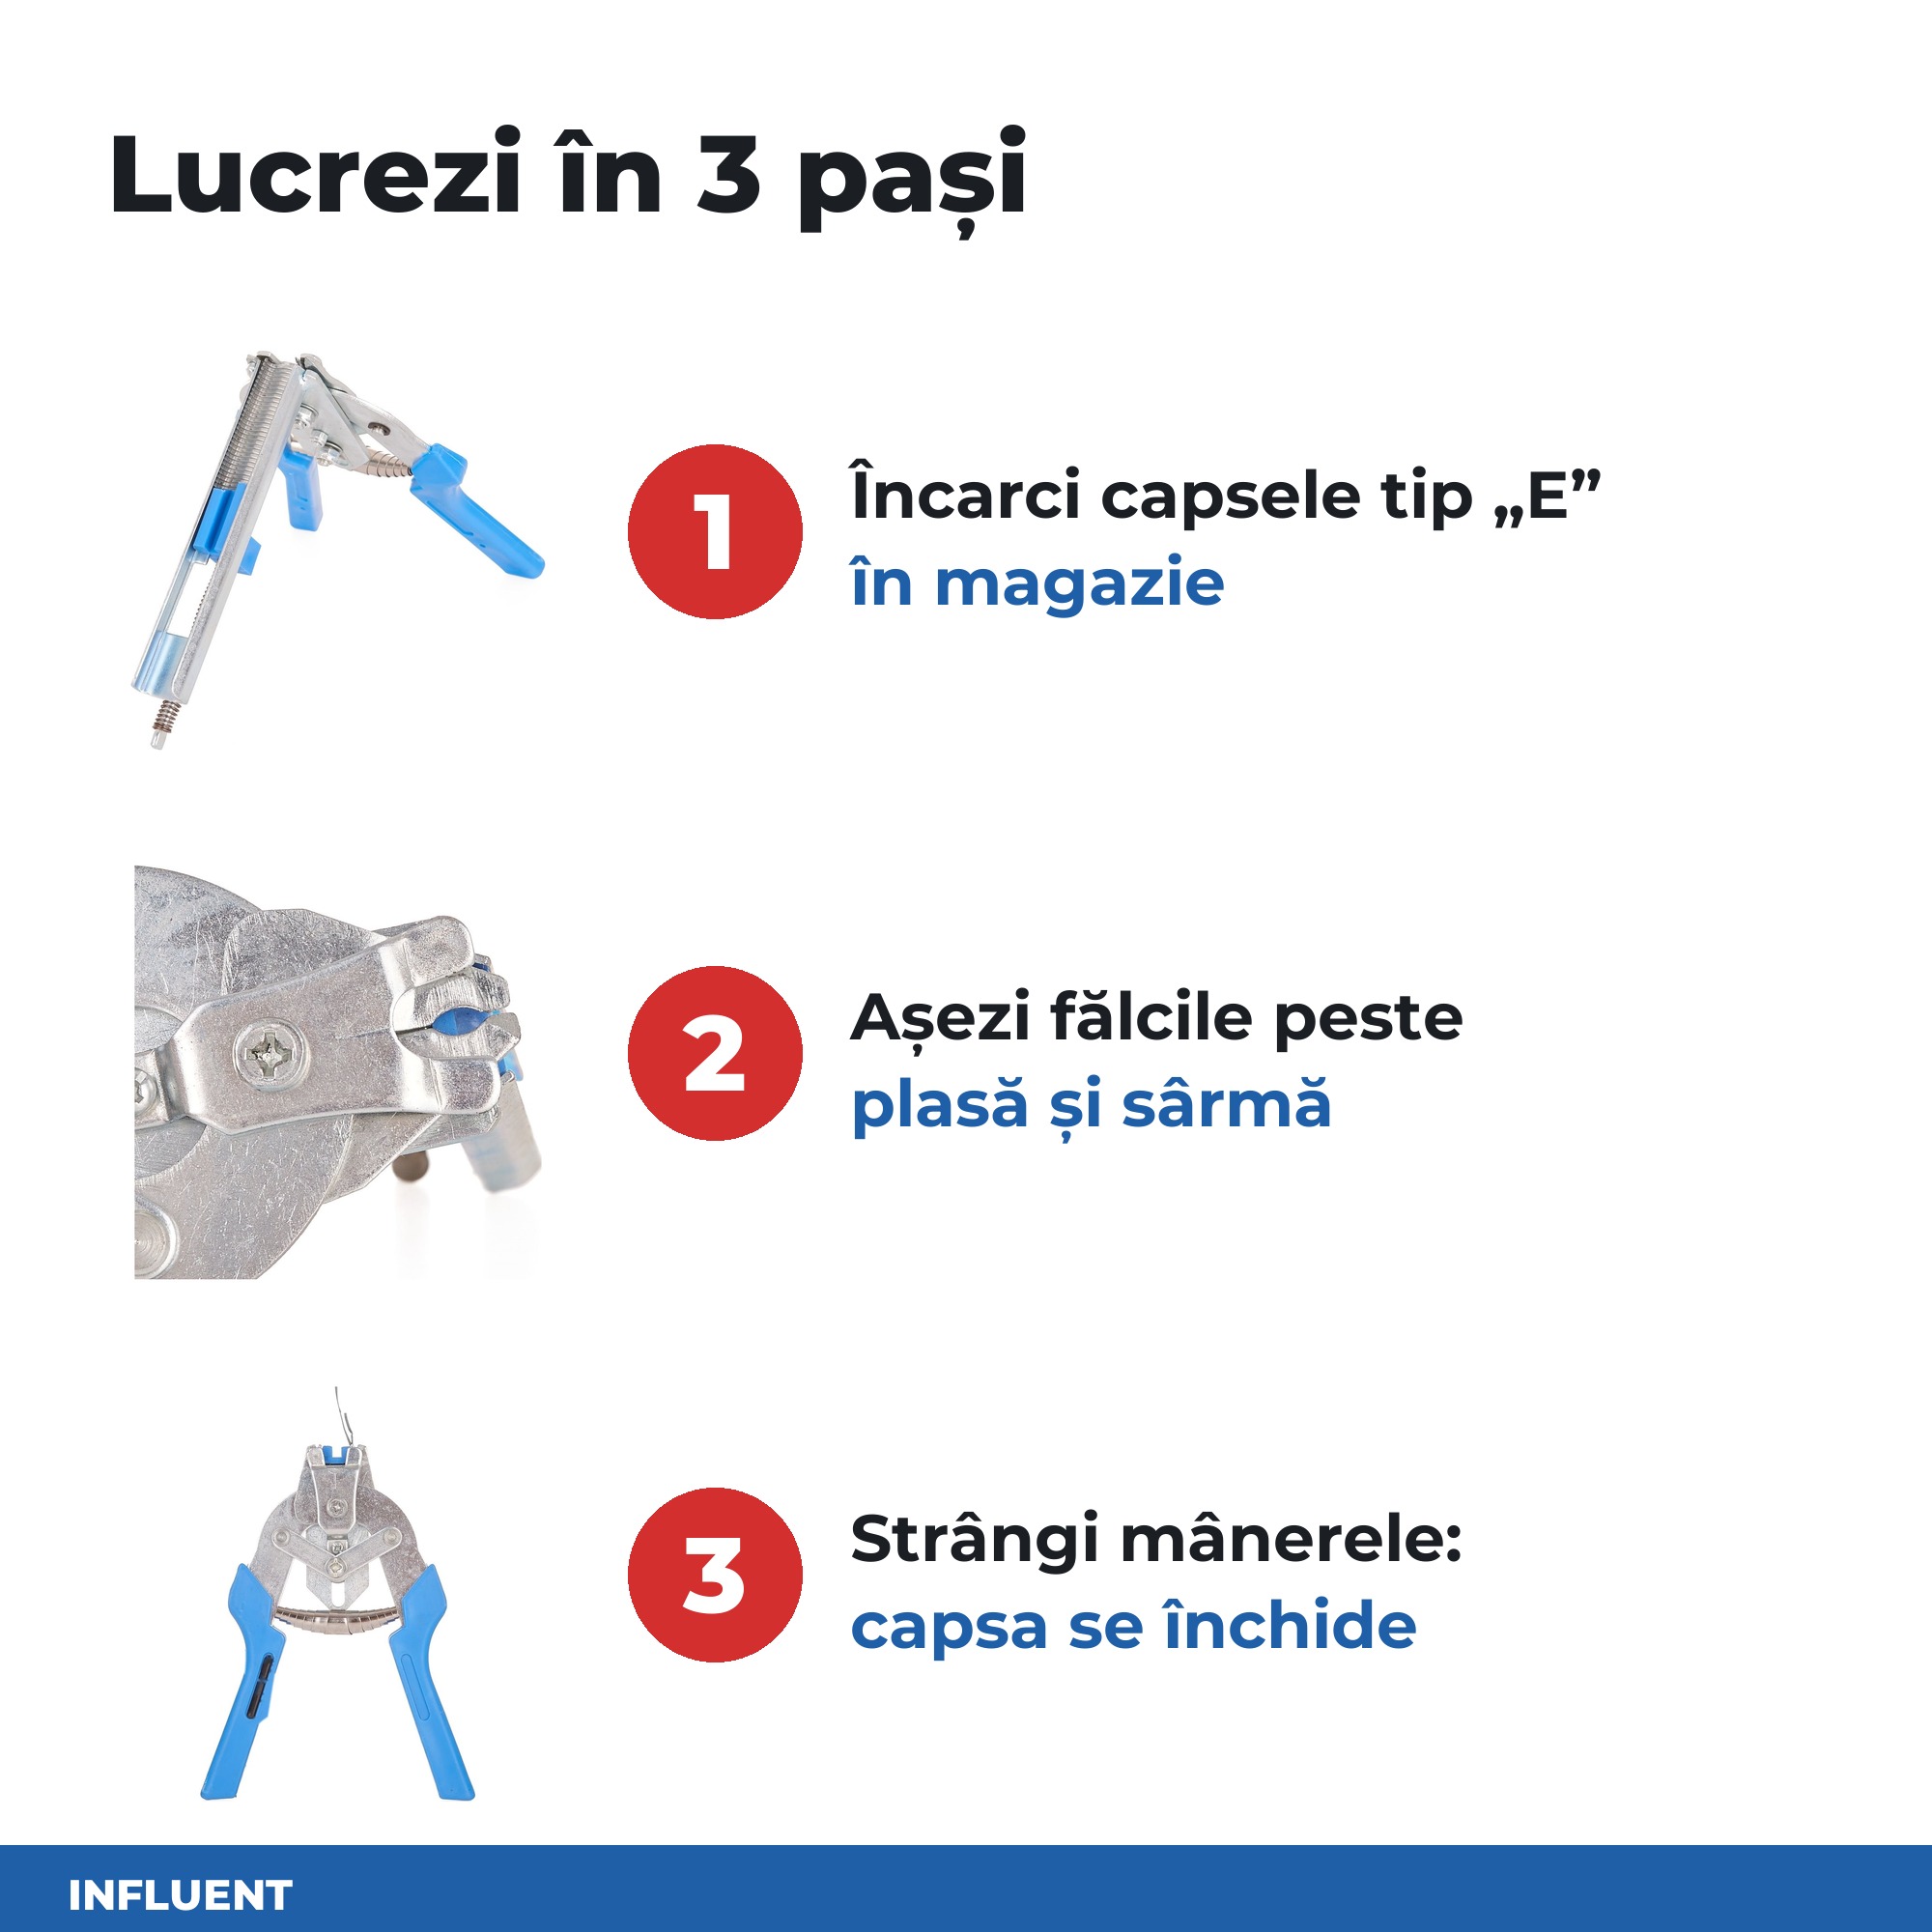 Lucrezi în 3 pași
1
Încarci capsele tip „E”
în magazie
2
Așezi fălcile peste
plasă și sârmă
3
Strângi mânerele:
capsa se închide
INFLUENT